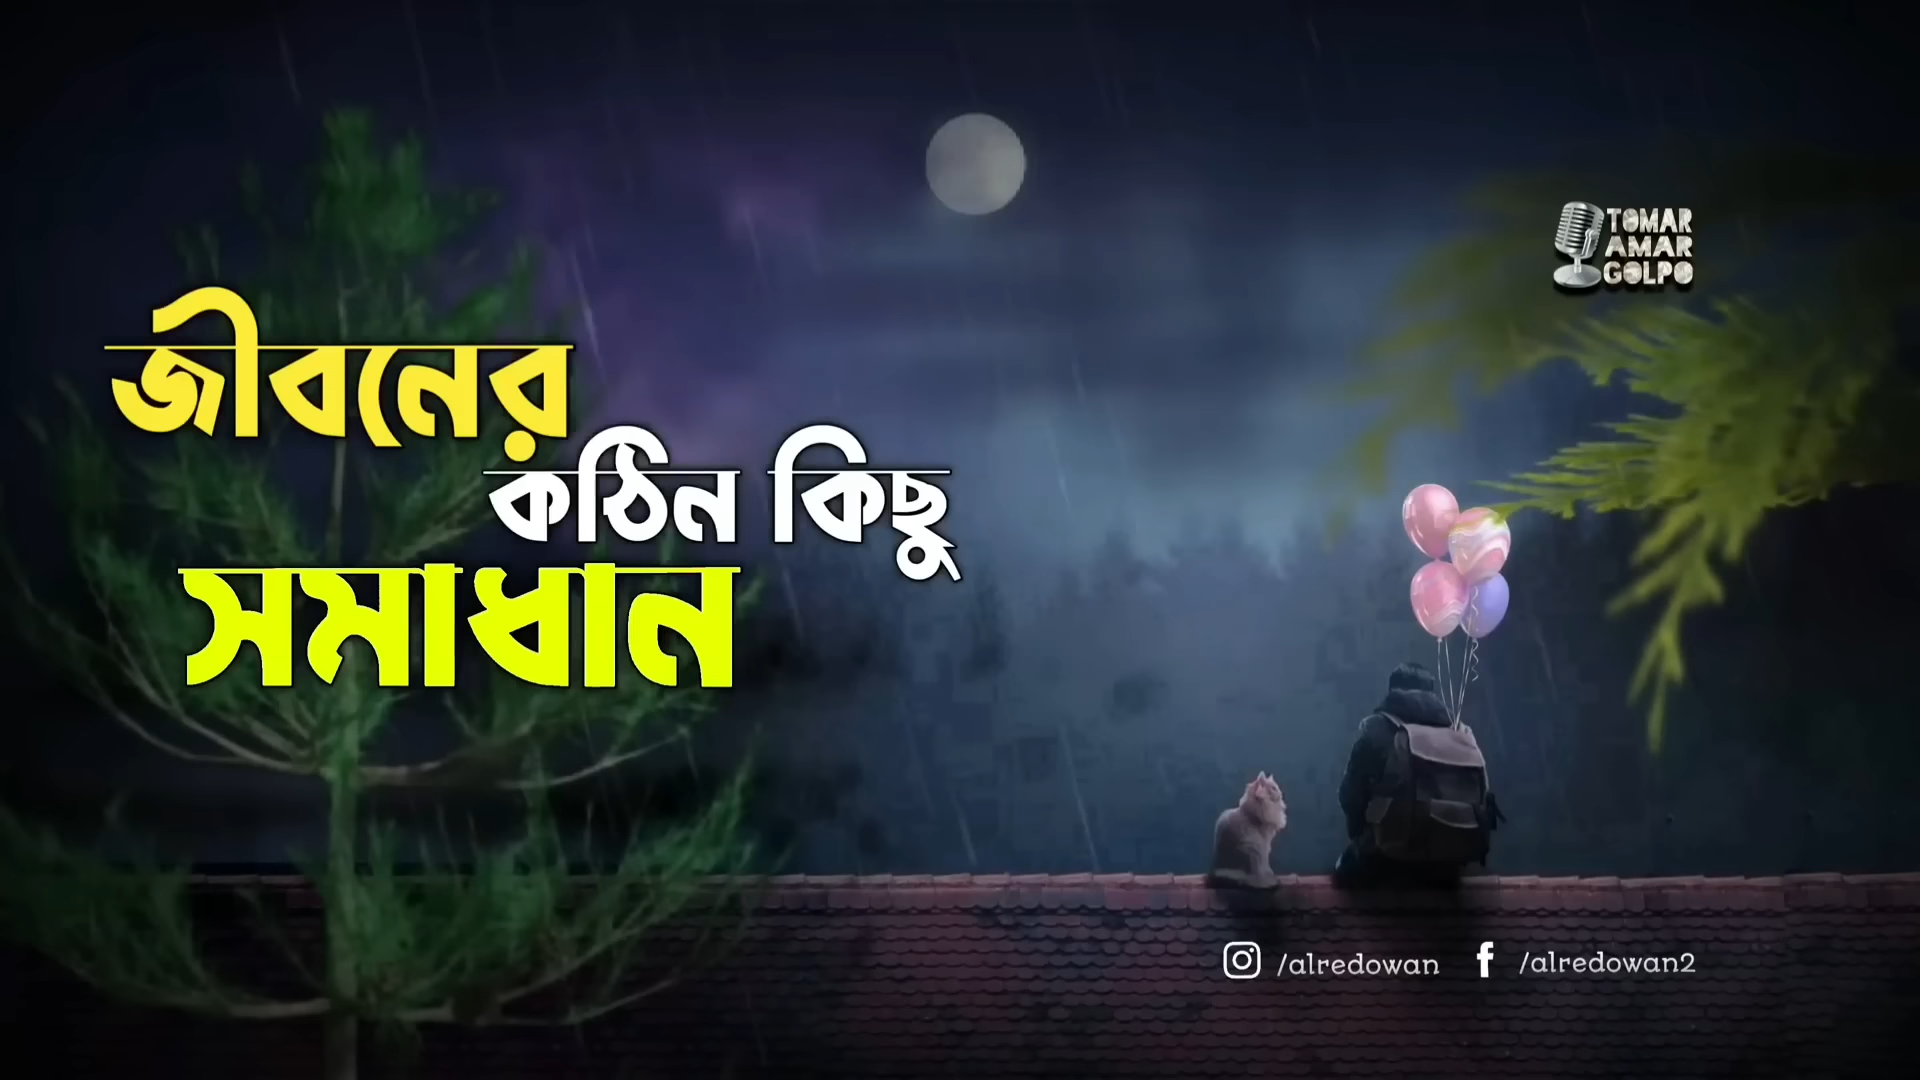 জীবনের
কঠিন কিছু
সমাধান
TOMAR
AMAR
GOLPO
/alredowan
/alredowan2